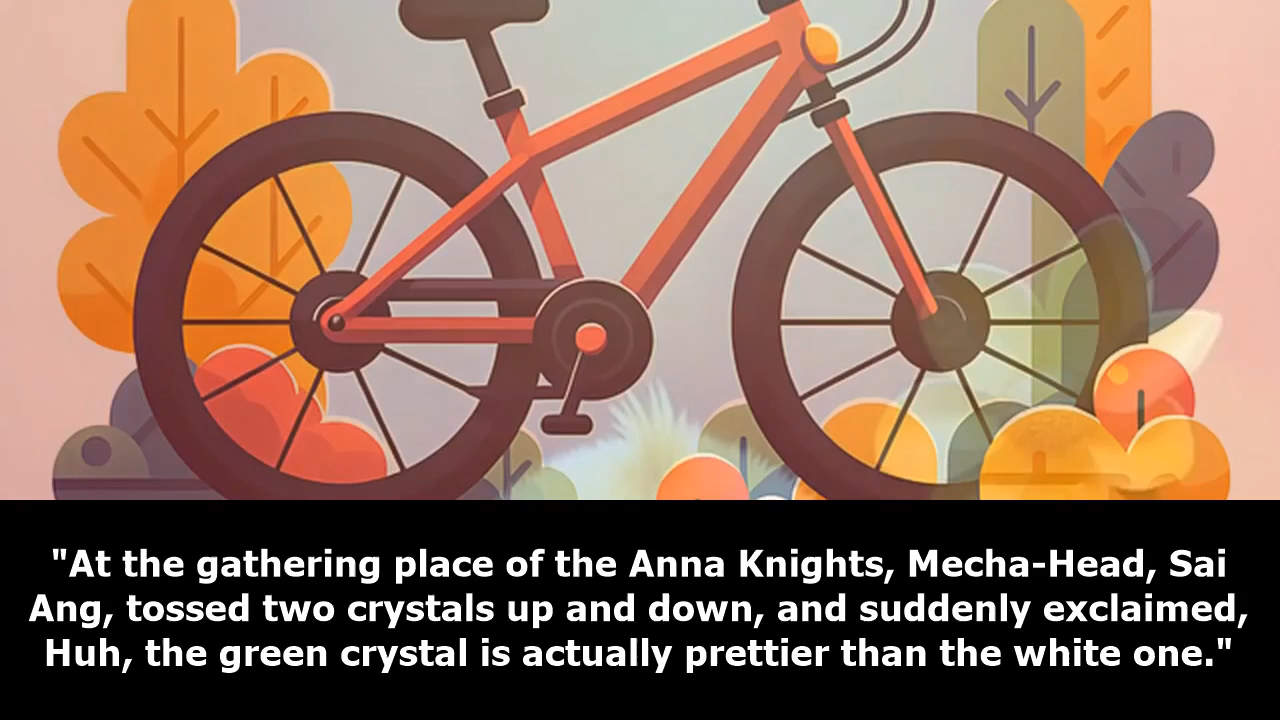 "At the gathering place of the Anna Knights, Mecha-Head, Sai
Ang, tossed two crystals up and down, and suddenly exclaimed,
Huh, the green crystal is actually prettier than the white one."